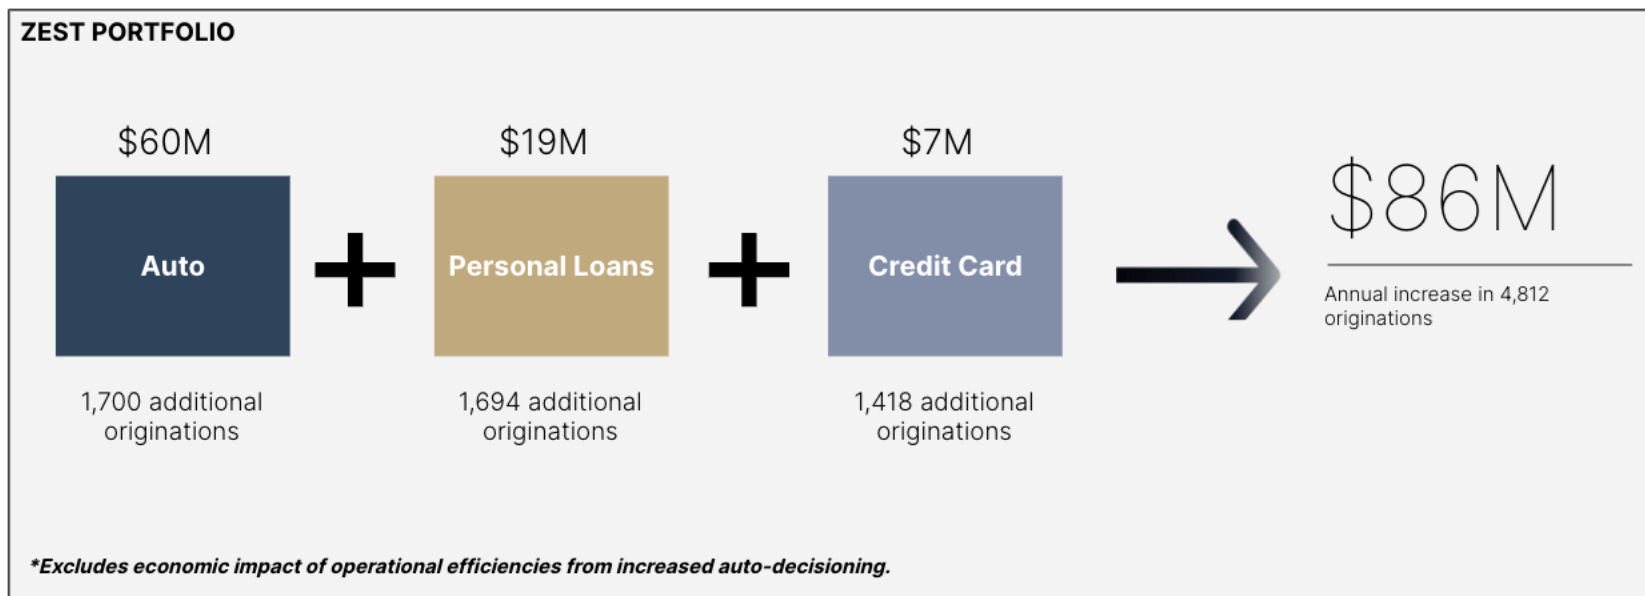 ZEST PORTFOLIO
$60M
$19M
$7M
$86M
Auto
Personal Loans
Credit Card
Annual increase in 4,812
originations
1,700 additional
originations
1,694 additional
originations
1,418 additional
originations
*Excludes economic impact of operational efficiencies from increased auto-decisioning.